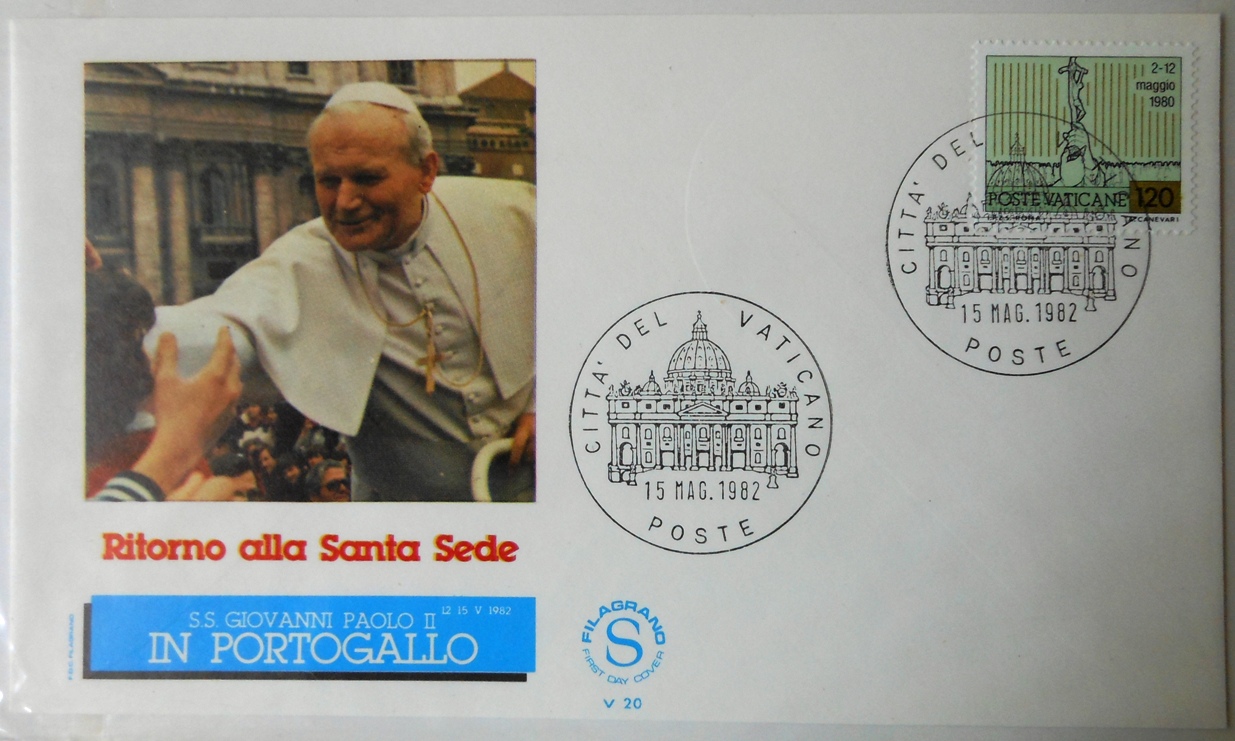 2-12
maggio
1980
POSTE VATICANE 120
I.P.Z.S. ROMA CANEVARI
CITTA' DEL VATICANO
15 MAG. 1982
POSTE
CITTA' DEL VATICANO
15 MAG. 1982
POSTE
Ritorno alla Santa Sede
S.S. GIOVANNI PAOLO II 12 15 V 1982
IN PORTOGALLO
F.D.C. FILAGRANO
FILAGRANO
S
FIRST DAY COVER
V 20